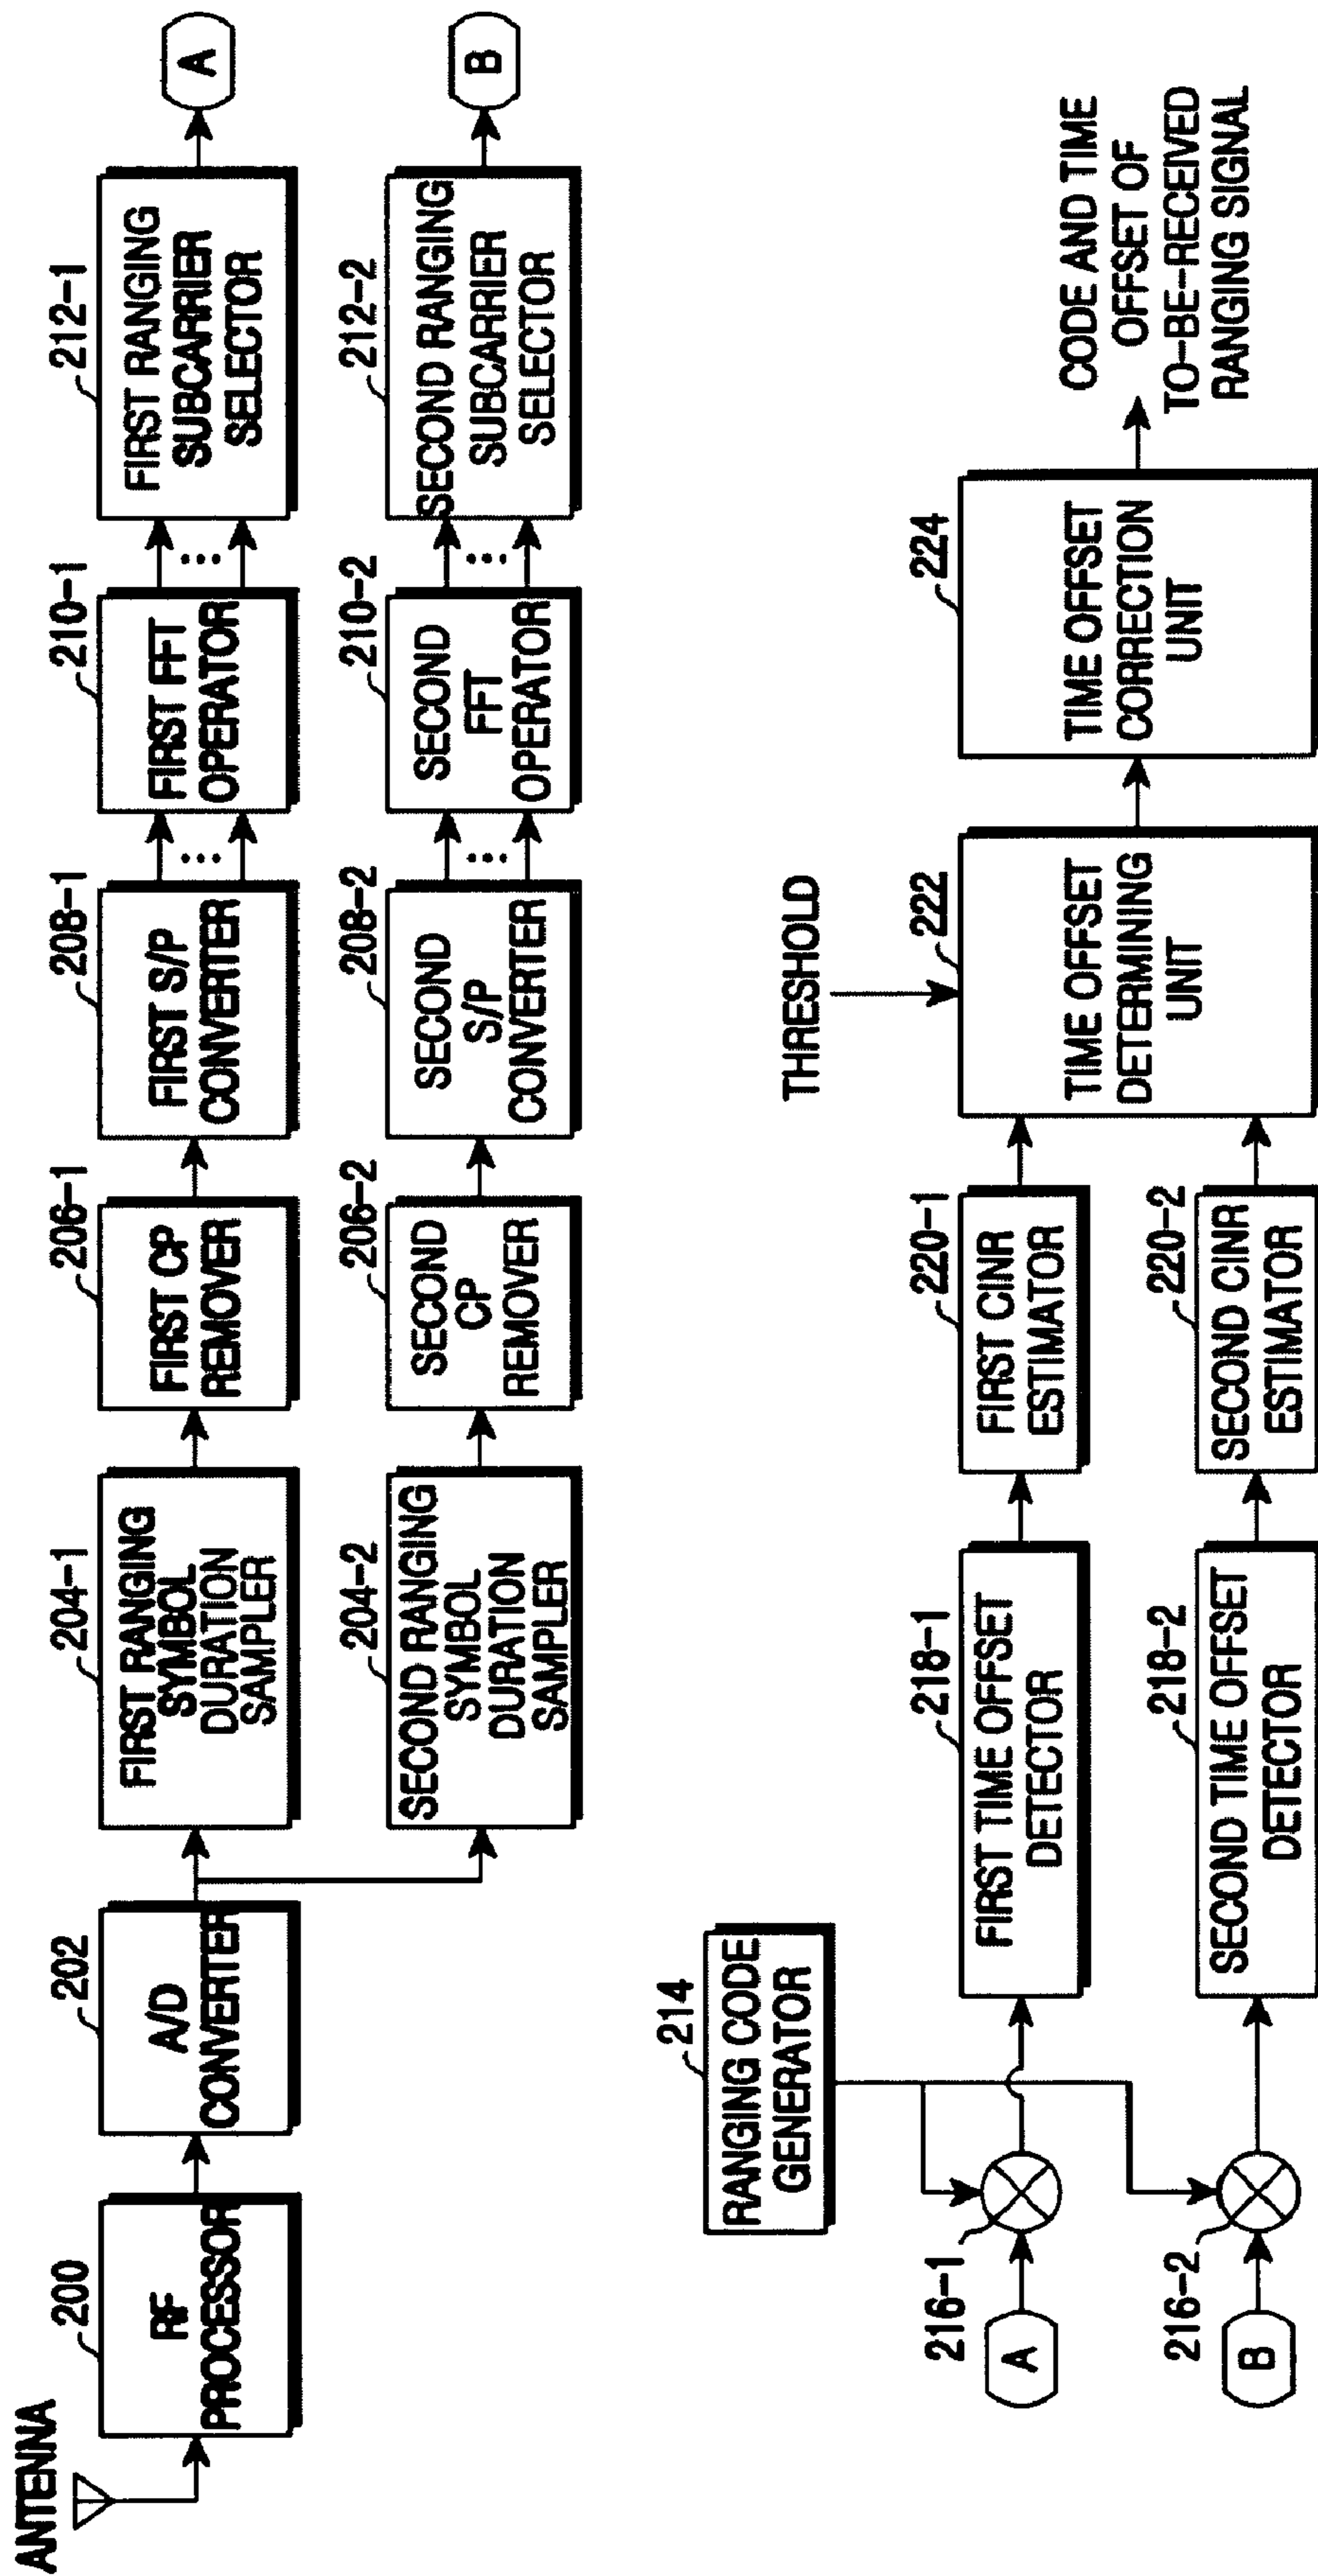 ANTENNA
200
RF
PROCESSOR
202
A/D
CONVERTER
204-1
FIRST RANGING
SYMBOL
DURATION
SAMPLER
206-1
FIRST CP
REMOVER
208-1
FIRST S/P
CONVERTER
...
210-1
FIRST FFT
OPERATOR
...
212-1
FIRST RANGING
SUBCARRIER
SELECTOR
A
204-2
SECOND RANGING
SYMBOL
DURATION
SAMPLER
206-2
SECOND
CP
REMOVER
208-2
SECOND
S/P
CONVERTER
...
210-2
SECOND
FFT
OPERATOR
...
212-2
SECOND RANGING
SUBCARRIER
SELECTOR
B
214
RANGING CODE
GENERATOR
216-1
A
218-1
FIRST TIME OFFSET
DETECTOR
220-1
FIRST CINR
ESTIMATOR
216-2
B
218-2
SECOND TIME OFFSET
DETECTOR
220-2
SECOND CINR
ESTIMATOR
THRESHOLD
222
TIME OFFSET
DETERMINING
UNIT
224
TIME OFFSET
CORRECTION
UNIT
CODE AND TIME
OFFSET OF
TO-BE-RECEIVED
RANGING SIGNAL